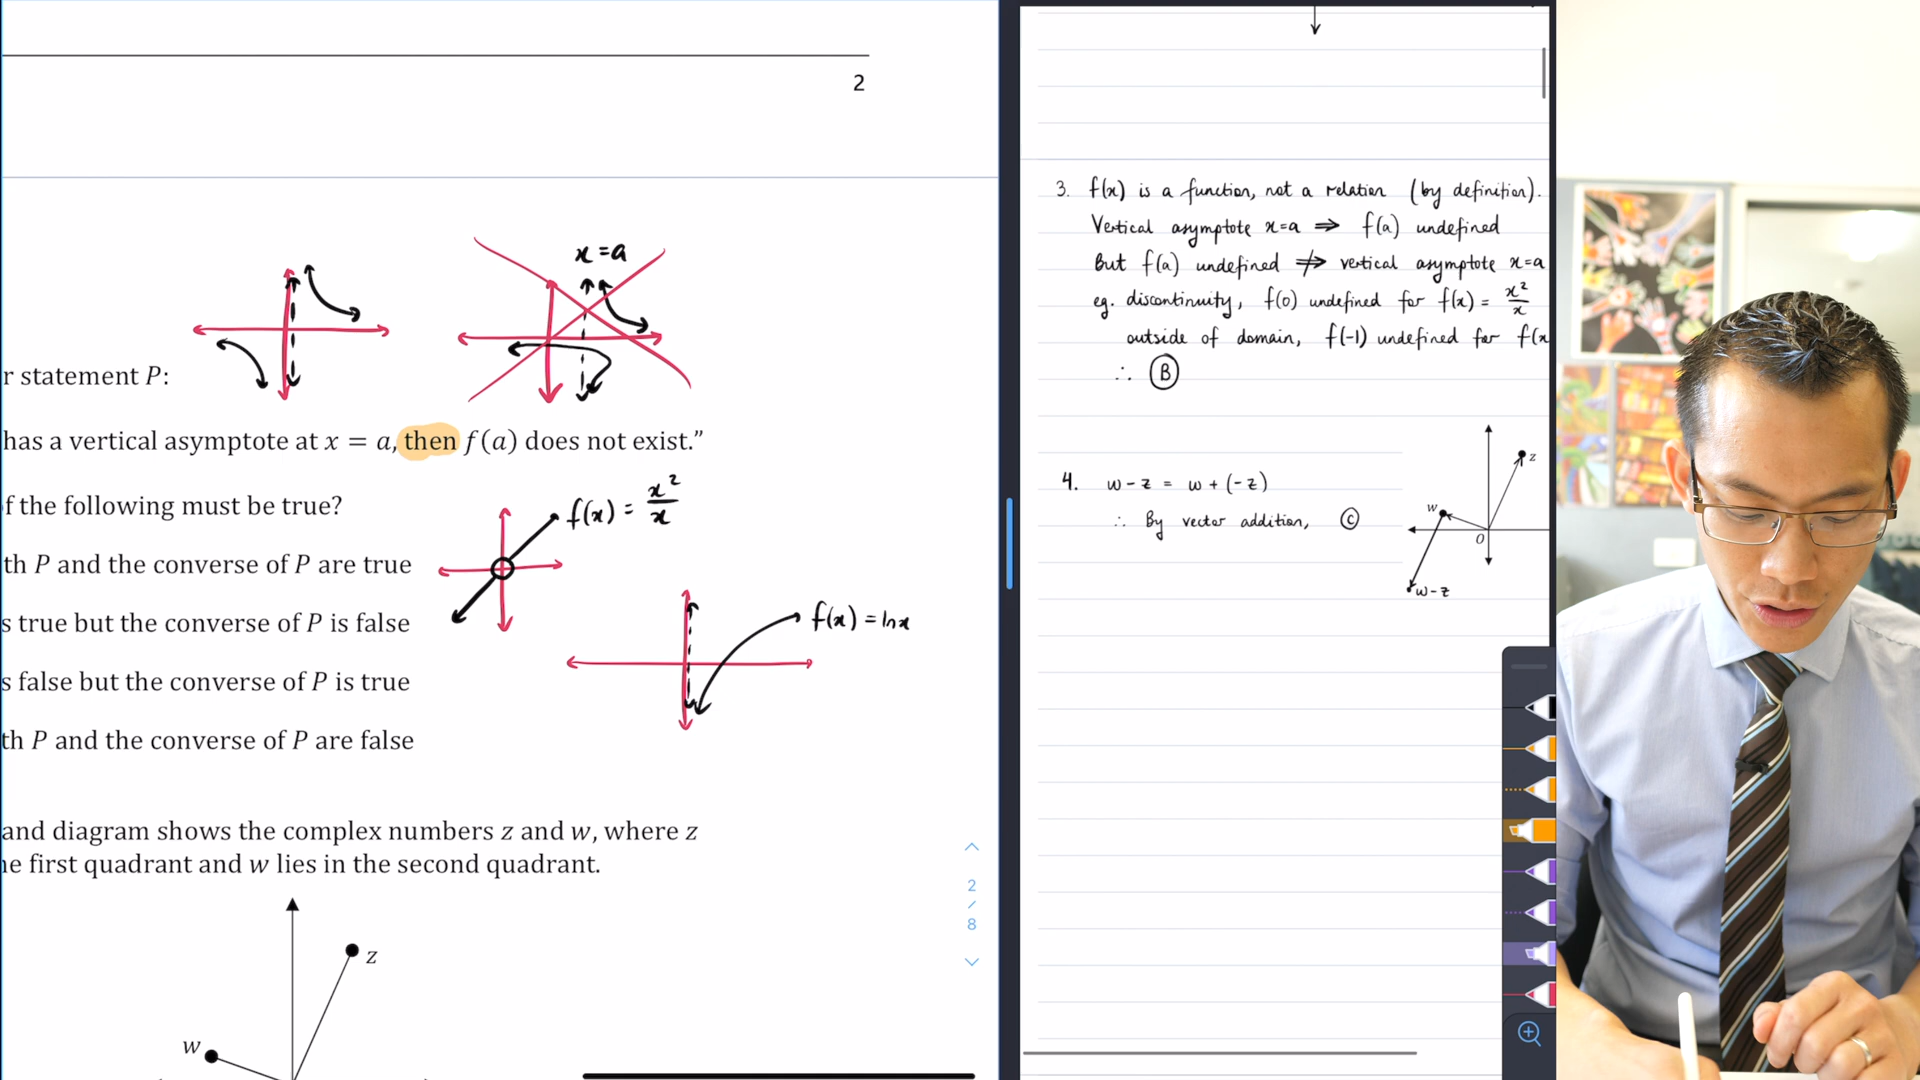 2
x = a
r statement P:
has a vertical asymptote at x = a, then f(a) does not exist.”
f the following must be true?
f(x) = x²/x
th P and the converse of P are true
s true but the converse of P is false
f(x) = ln x
s false but the converse of P is true
th P and the converse of P are false
and diagram shows the complex numbers z and w, where z
e first quadrant and w lies in the second quadrant.
z
w
2
/
8
3. f(x) is a function, not a relation (by definition).
Vertical asymptote x=a ⇒ f(a) undefined
But f(a) undefined ⇏ vertical asymptote x=a
eg. discontinuity, f(0) undefined for f(x) = x²/x
outside of domain, f(-1) undefined for f(x
∴ B
4. w - z = w + (-z)
∴ By vector addition, C
z
w
O
w-z